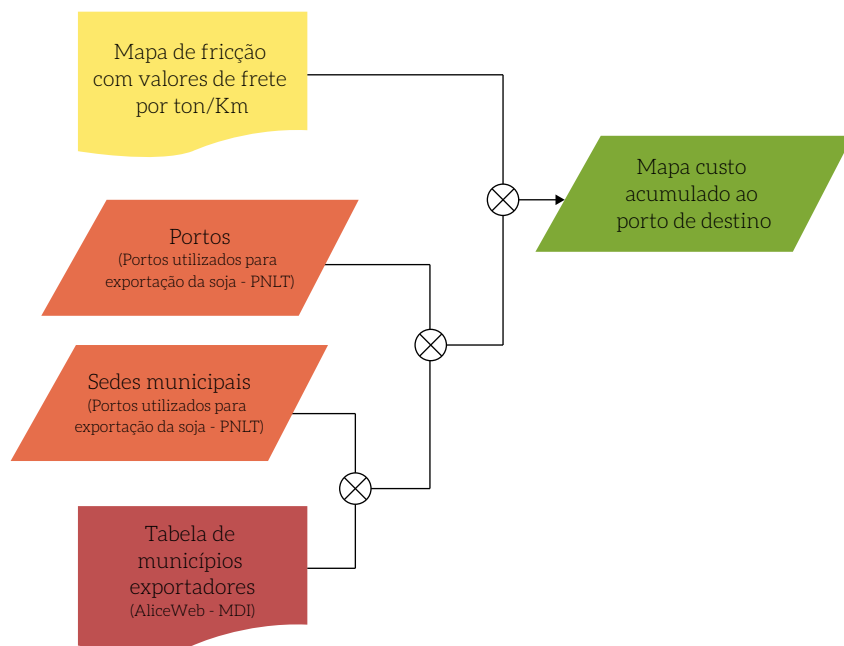 Mapa de fricção
com valores de frete
por ton/Km
Mapa custo
acumulado ao
porto de destino
Portos
(Portos utilizados para
exportação da soja - PNLT)
Sedes municipais
(Portos utilizados para
exportação da soja - PNLT)
Tabela de
municípios
exportadores
(AliceWeb - MDI)